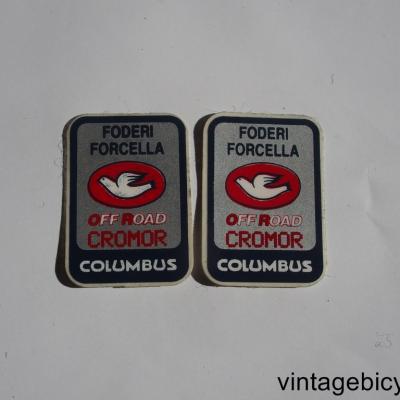 FODERI
FORCELLA
OFF ROAD
CROMOR
COLUMBUS
FODERI
FORCELLA
OFF ROAD
CROMOR
COLUMBUS
vintagebicy